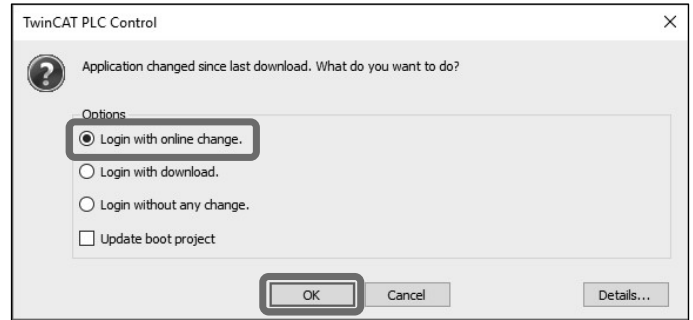 TwinCAT PLC Control
Application changed since last download. What do you want to do?
Options
Login with online change.
Login with download.
Login without any change.
Update boot project
OK Cancel Details...